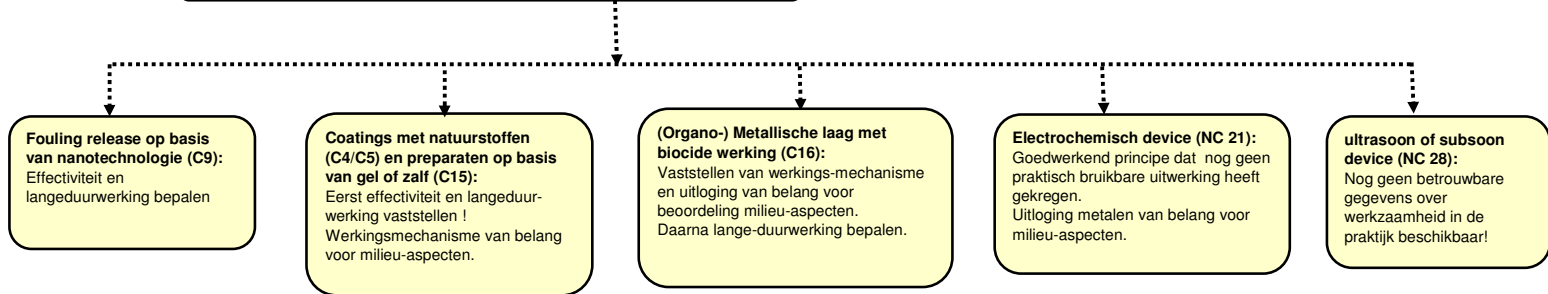 Fouling release op basis
van nanotechnologie (C9):
Effectiviteit en
langeduurwerking bepalen
Coatings met natuurstoffen
(C4/C5) en preparaten op basis
van gel of zalf (C15):
Eerst effectiviteit en langeduur-
werking vaststellen !
Werkingsmechanisme van belang
voor milieu-aspecten.
(Organo-) Metallische laag met
biocide werking (C16):
Vaststellen van werkings-mechanisme
en uitloging van belang voor
beoordeling milieu-aspecten.
Daarna lange-duurwerking bepalen.
Electrochemisch device (NC 21):
Goedwerkend principe dat  nog geen
praktisch bruikbare uitwerking heeft
gekregen.
Uitloging metalen van belang voor
milieu-aspecten.
ultrasoon of subsoon
device (NC 28):
Nog geen betrouwbare
gegevens over
werkzaamheid in de
praktijk beschikbaar!